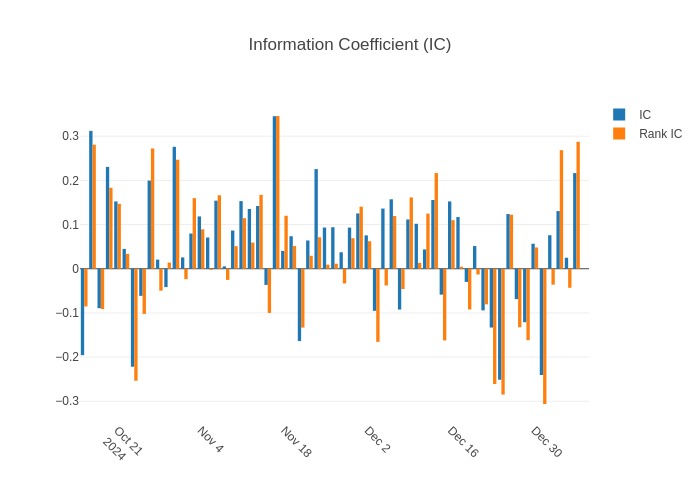 Information Coefficient (IC)
IC
Rank IC
0.3
0.2
0.1
0
−0.1
−0.2
−0.3
Oct 21
2024
Nov 4
Nov 18
Dec 2
Dec 16
Dec 30